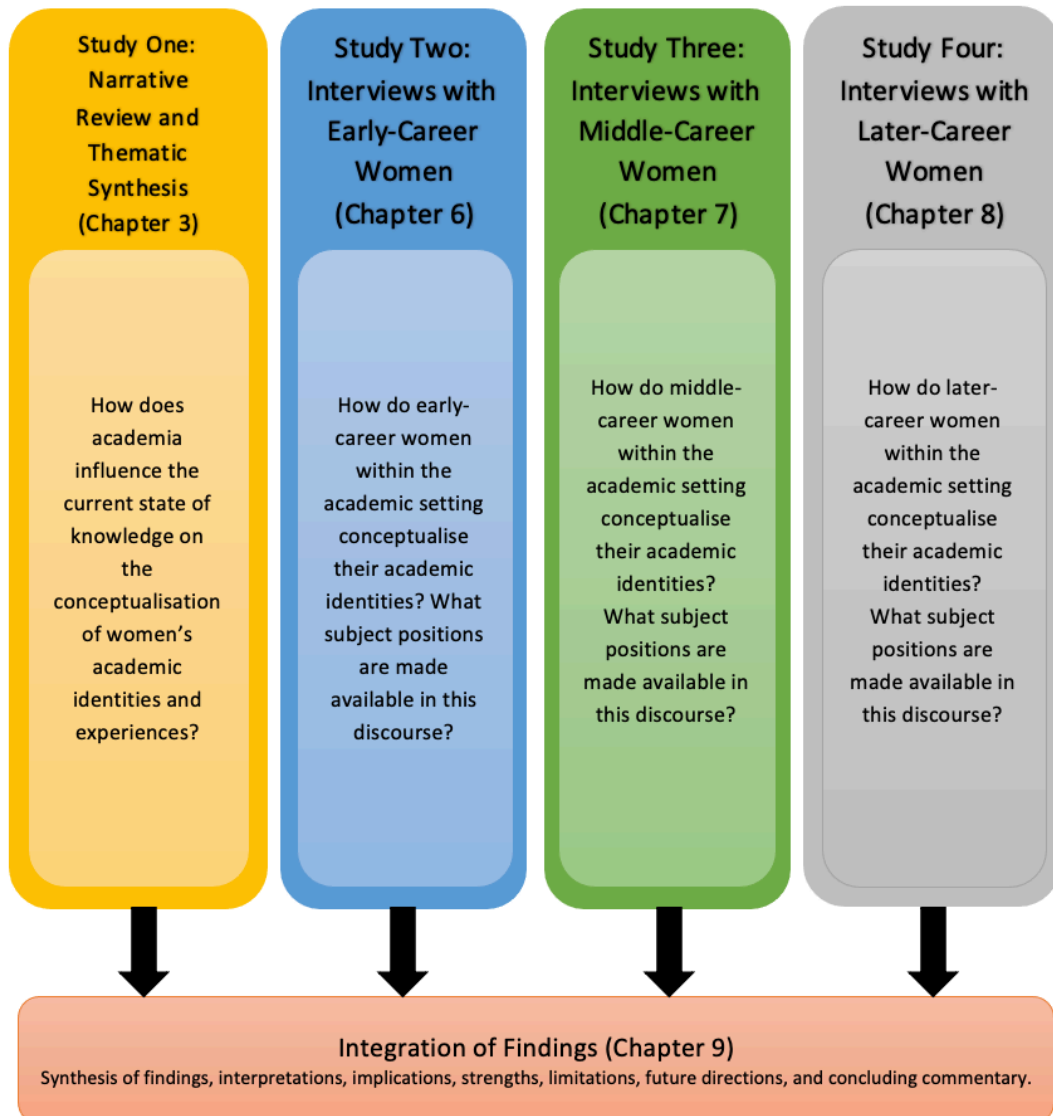 Study One:
Narrative
Review and
Thematic
Synthesis
(Chapter 3)
How does
academia
influence the
current state of
knowledge on
the
conceptualisation
of women's
academic
identities and
experiences?
Study Two:
Interviews with
Early-Career
Women
(Chapter 6)
How do early-
career women
within the
academic setting
conceptualise
their academic
identities? What
subject positions
are made
available in this
discourse?
Study Three:
Interviews with
Middle-Career
Women
(Chapter 7)
How do middle-
career women
within the
academic setting
conceptualise
their academic
identities?
What subject
positions are
made available in
this discourse?
Study Four:
Interviews with
Later-Career
Women
(Chapter 8)
How do later-
career women
within the
academic setting
conceptualise
their academic
identities?
What subject
positions are
made available in
this discourse?
Integration of Findings (Chapter 9)
Synthesis of findings, interpretations, implications, strengths, limitations, future directions, and concluding commentary.